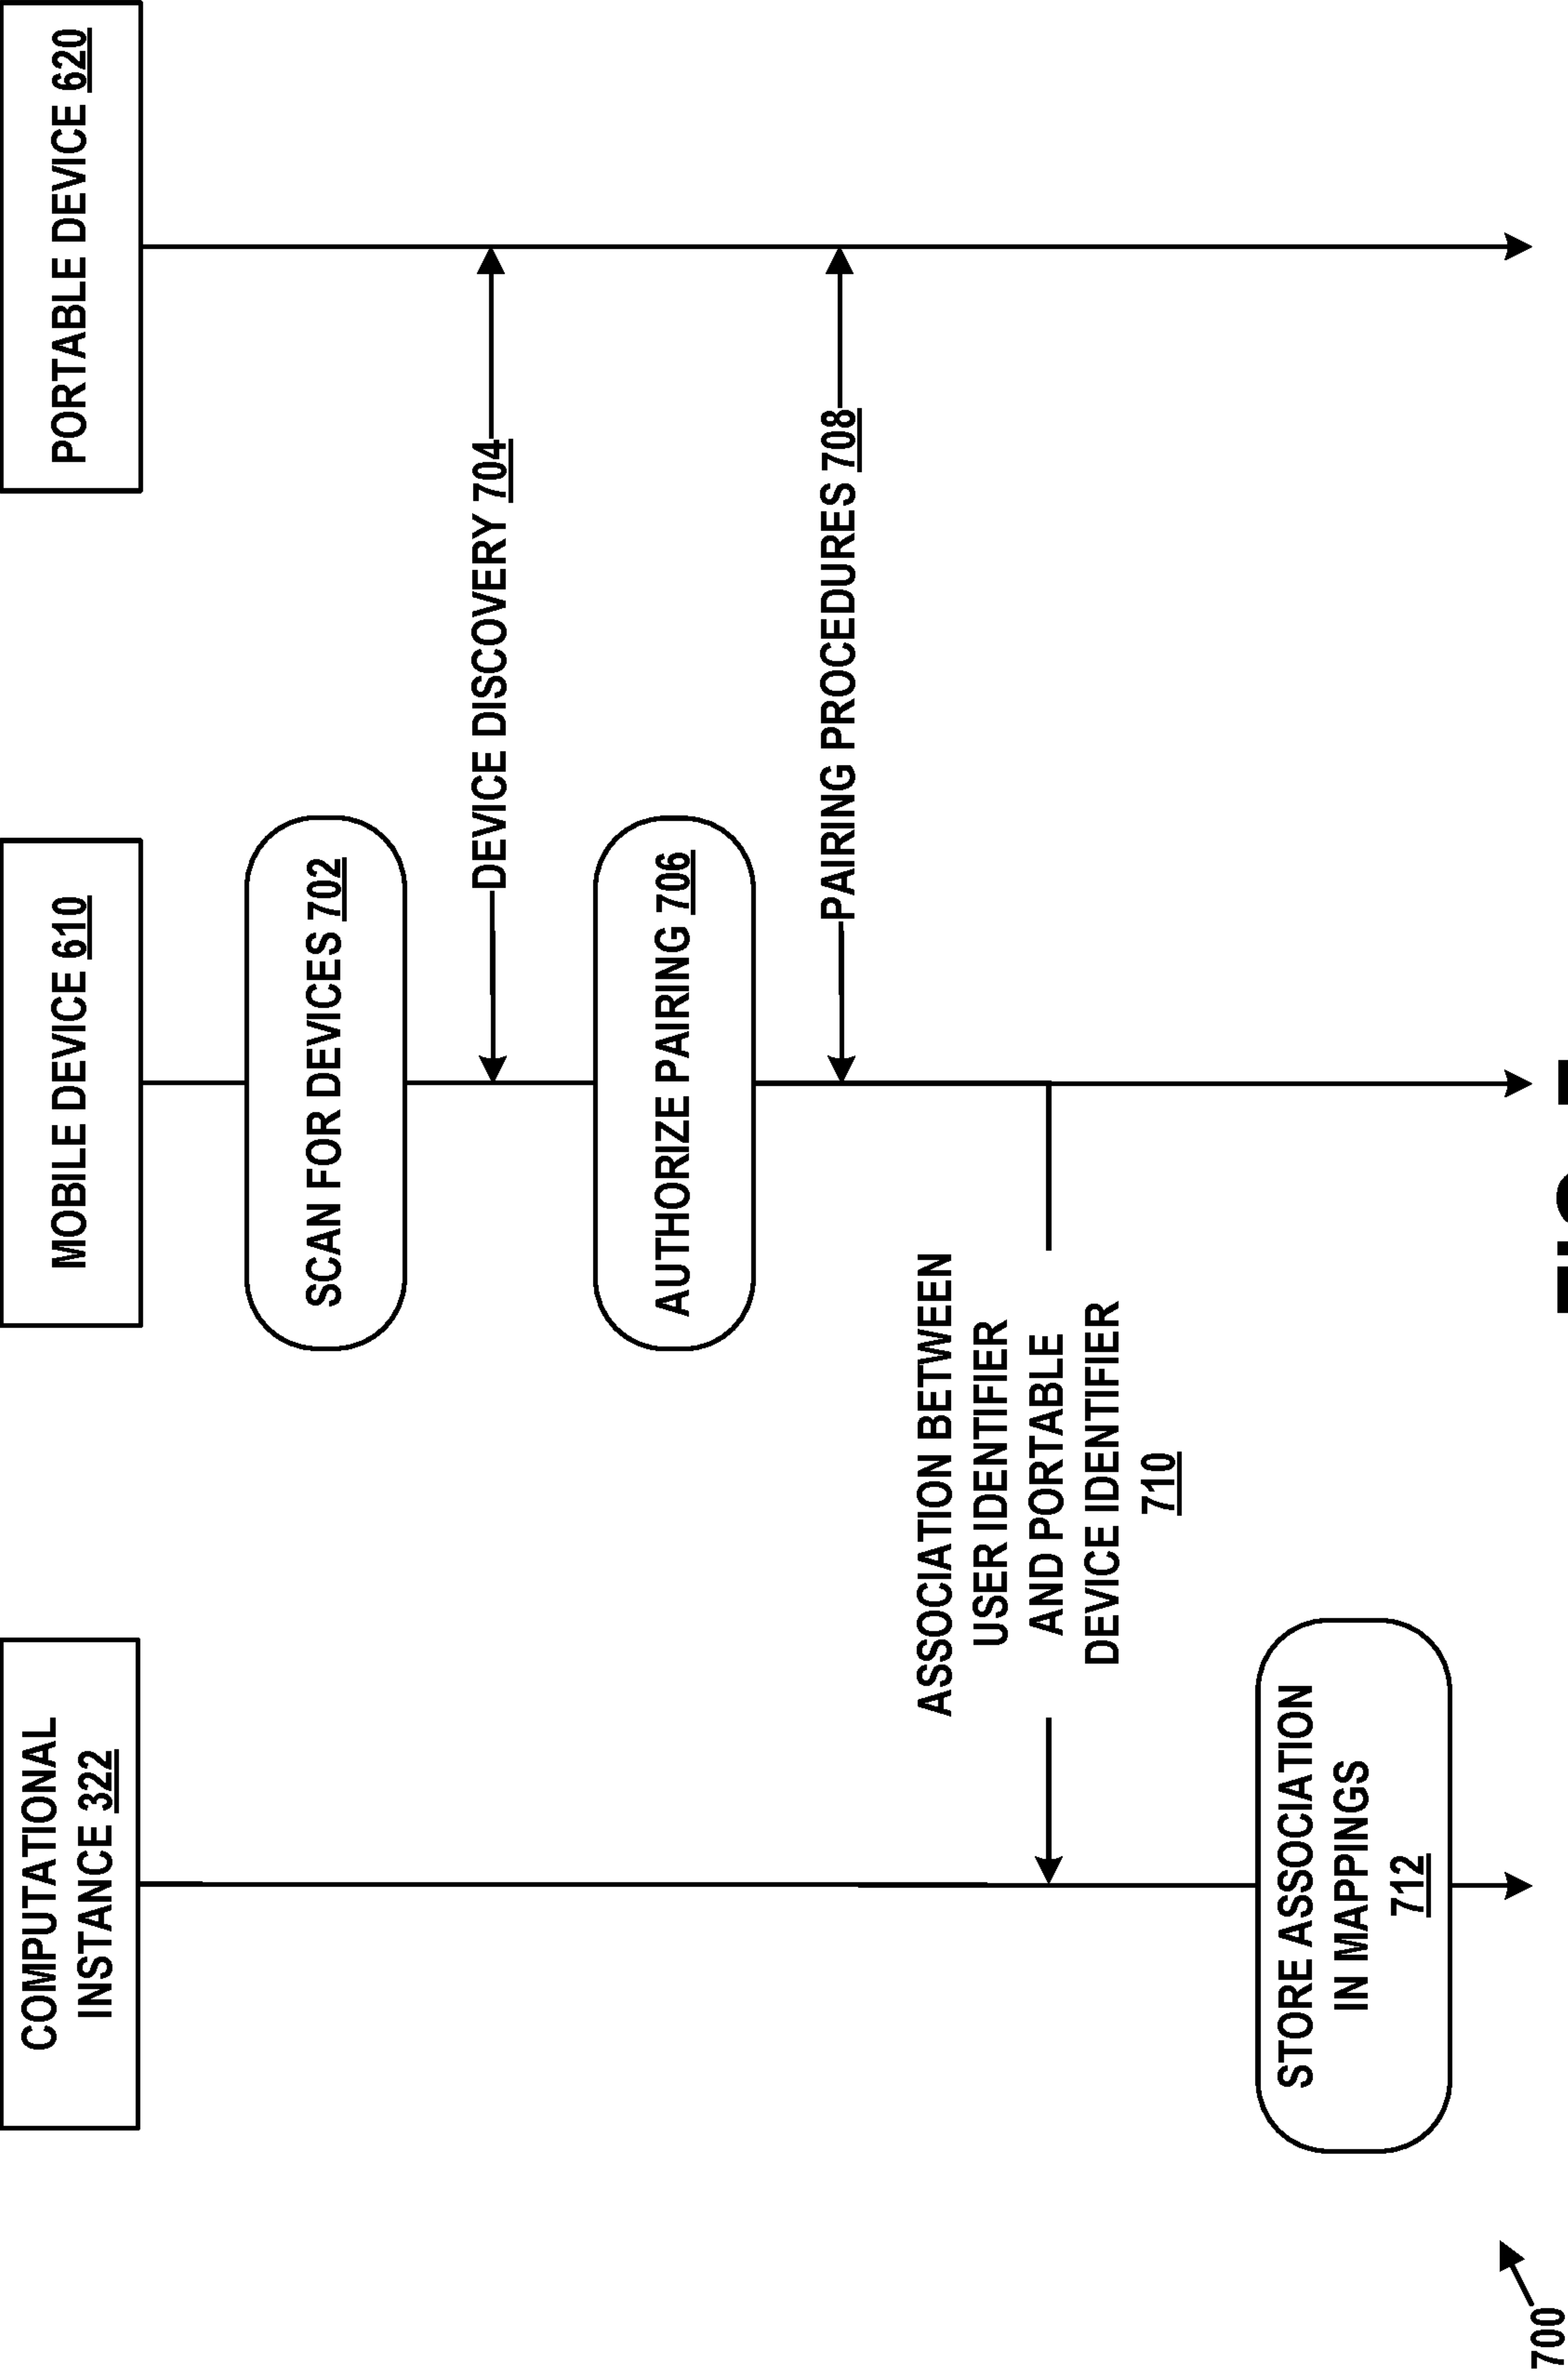 COMPUTATIONAL
INSTANCE 322
MOBILE DEVICE 610
PORTABLE DEVICE 620
SCAN FOR DEVICES 702
DEVICE DISCOVERY 704
AUTHORIZE PAIRING 706
PAIRING PROCEDURES 708
ASSOCIATION BETWEEN
USER IDENTIFIER
AND PORTABLE
DEVICE IDENTIFIER
710
STORE ASSOCIATION
IN MAPPINGS
712
700